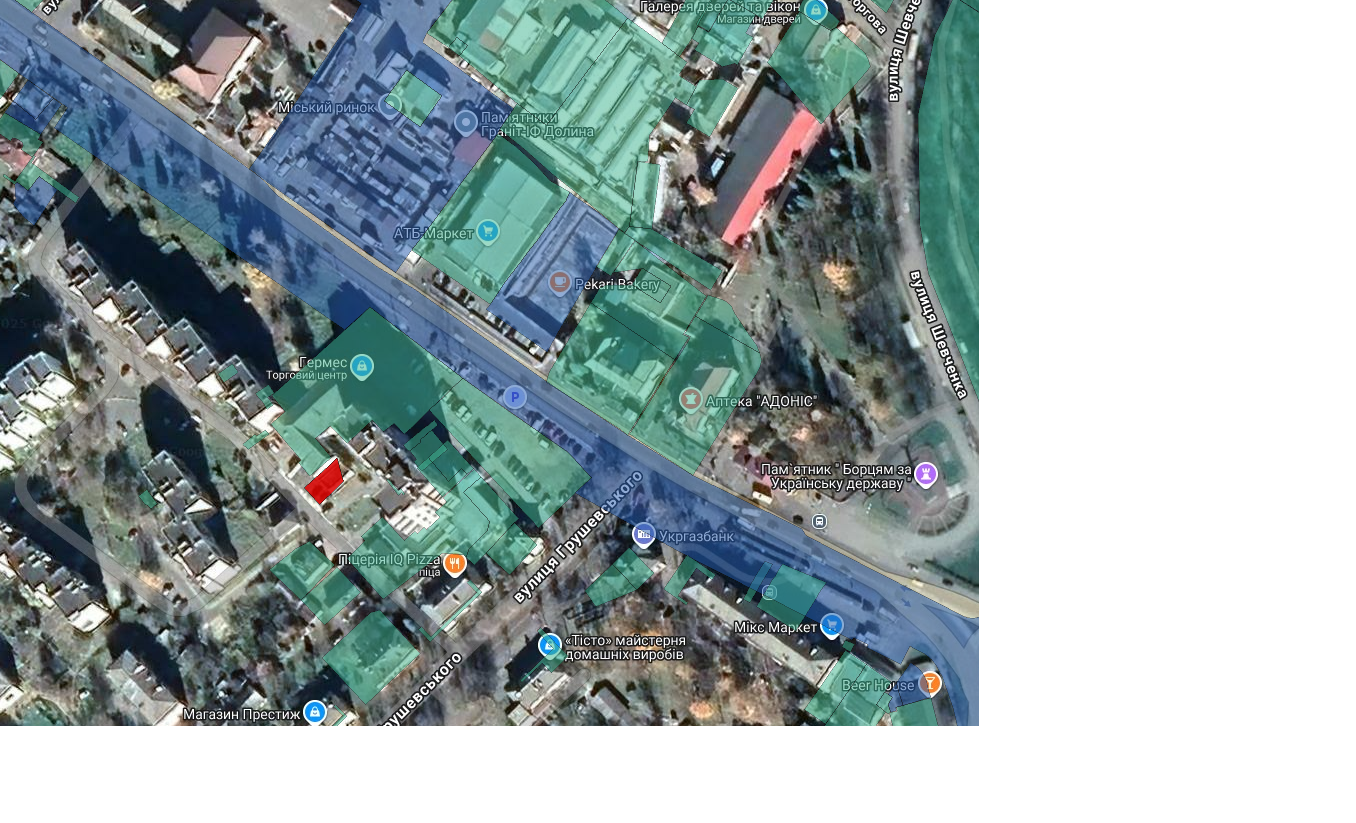 Галерея дверей та вікон
Магазин дверей
вулиця Шевче
Міський ринок
Пам'ятники
Граніт-ІФ Долина
АТБ-Маркет
Pekari Bakery
вулиця Шевченка
Гермес
Торговий центр
P
Аптека "АДОНІС"
Пам`ятник " Борцям за
Українську державу "
вулиця Грушевського
Укргазбанк
Піцерія IQ Pizza
піца
Мікс Маркет
«Тісто» майстерня
домашніх виробів
Beer House
рушевського
Магазин Престиж